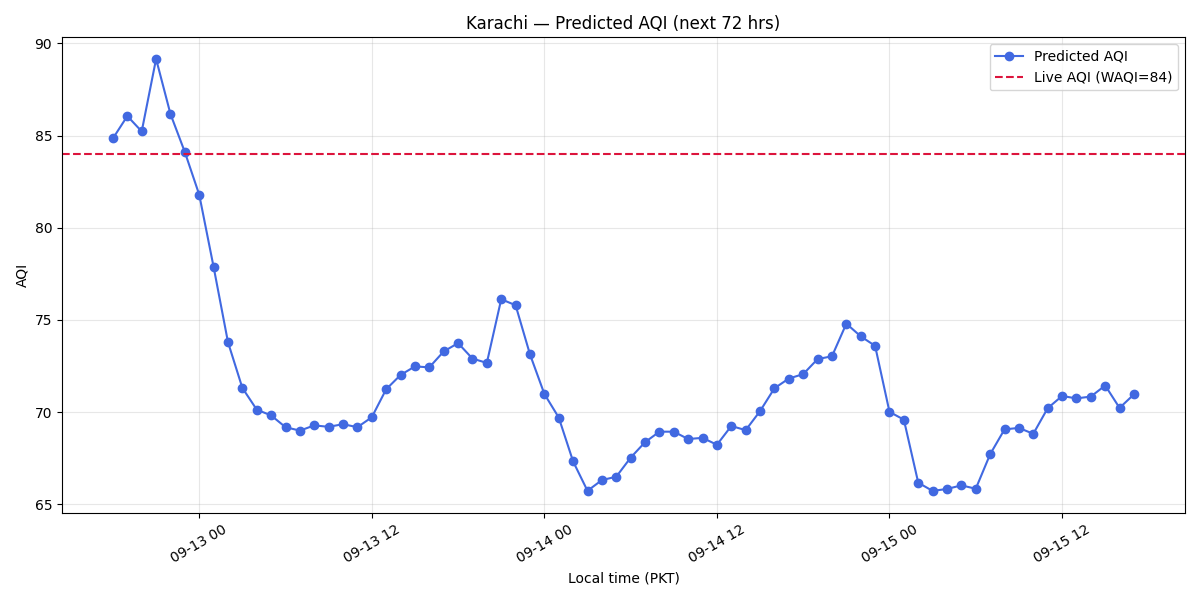 Karachi — Predicted AQI (next 72 hrs)
Predicted AQI
Live AQI (WAQI=84)
AQI
90
85
80
75
70
65
09-13 00
09-13 12
09-14 00
09-14 12
09-15 00
09-15 12
Local time (PKT)